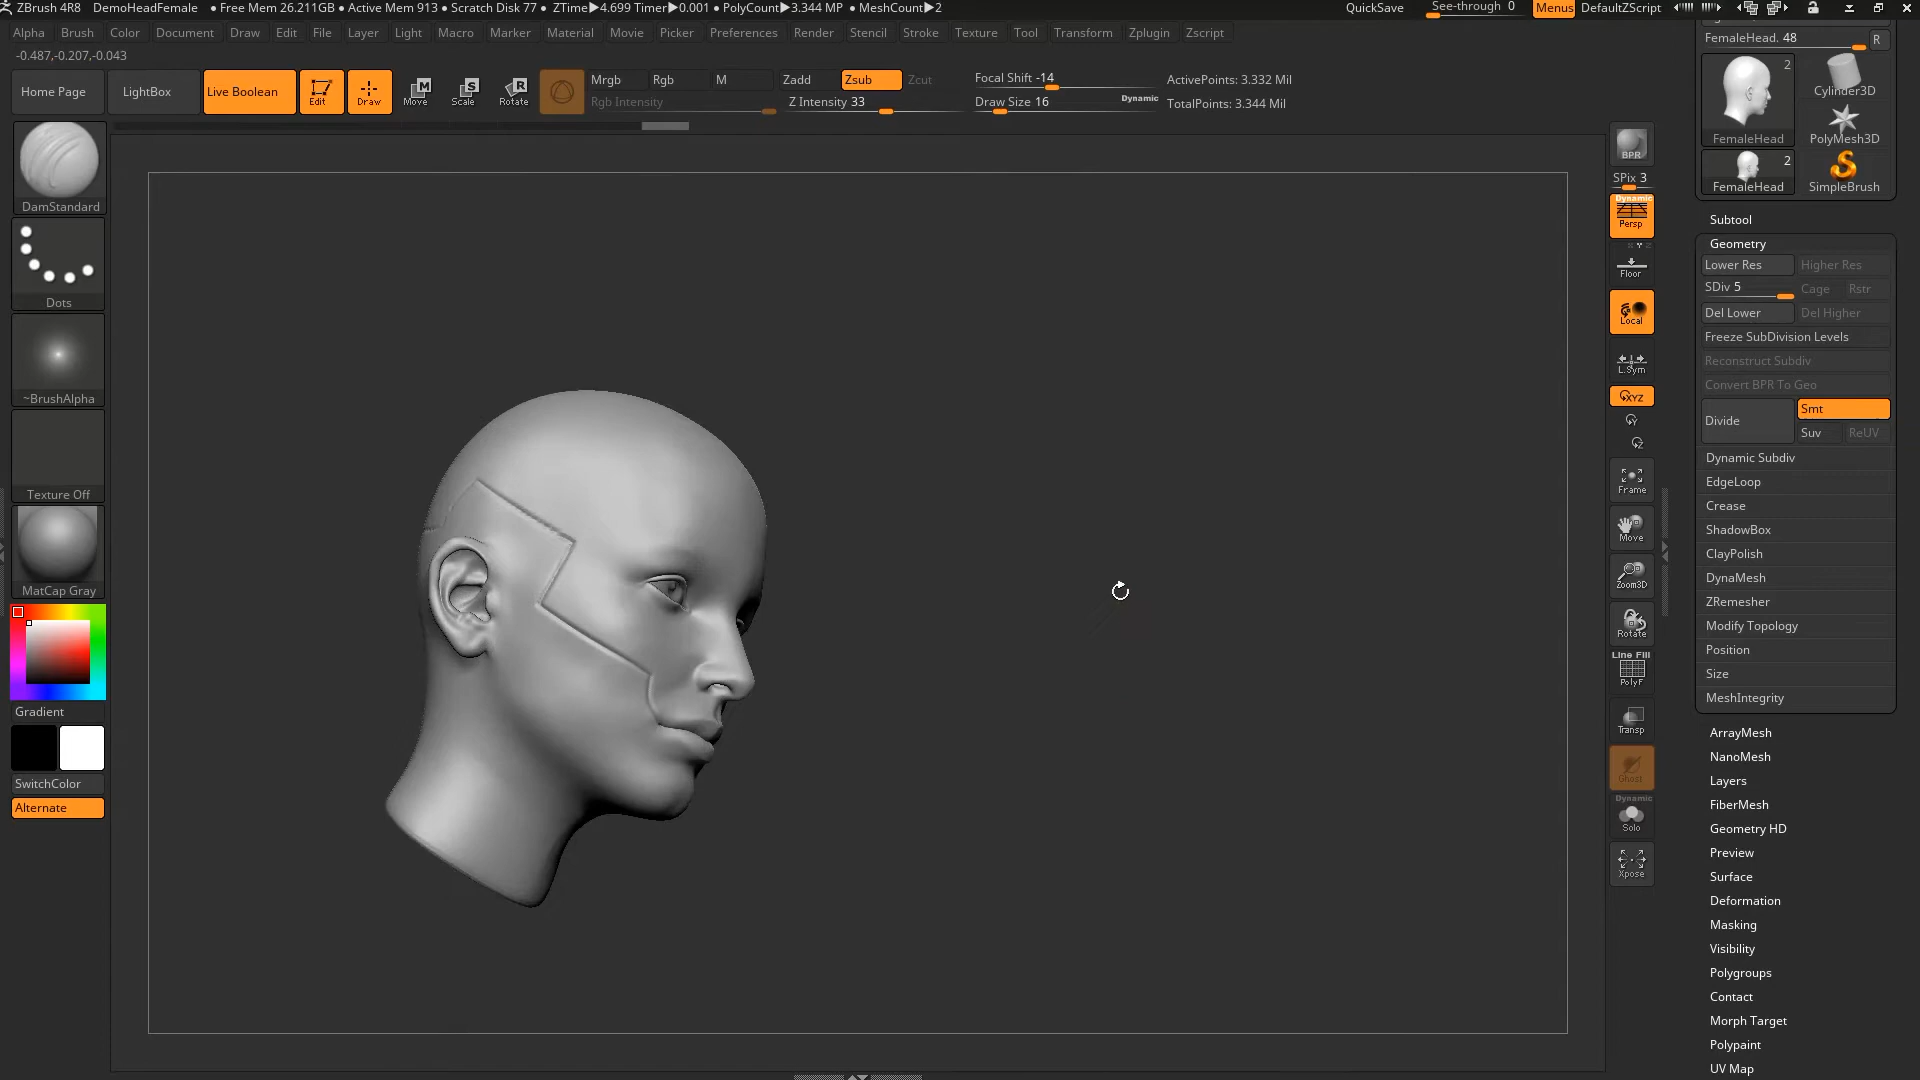 ZBrush 4R8 DemoHeadFemale • Free Mem 26.211GB • Active Mem 913 • Scratch Disk 77 • ZTime▶4.699 Timer▶0.001 • PolyCount▶3.344 MP • MeshCount▶2 QuickSave See-through 0 Menus DefaultZScript
Alpha Brush Color Document Draw Edit File Layer Light Macro Marker Material Movie Picker Preferences Render Stencil Stroke Texture Tool Transform Zplugin Zscript
-0.487,-0.207,-0.043
Home Page LightBox Live Boolean Edit Draw Move Scale Rotate
Mrgb Rgb M Zadd Zsub Zcut
Rgb Intensity Z Intensity 33
Focal Shift -14
Draw Size 16 Dynamic
ActivePoints: 3.332 Mil
TotalPoints: 3.344 Mil
DamStandard
Dots
~BrushAlpha
Texture Off
MatCap Gray
Gradient
SwitchColor
Alternate
BPR
SPix 3
Dynamic
Persp
Floor
Local
L.Sym
XYZ
Y
Z
Frame
Move
Zoom3D
Rotate
Line Fill
PolyF
Transp
Ghost
Dynamic
Solo
Xpose
FemaleHead. 48 R
2
Cylinder3D
FemaleHead PolyMesh3D
2
FemaleHead SimpleBrush
Subtool
Geometry
Lower Res Higher Res
SDiv 5 Cage Rstr
Del Lower Del Higher
Freeze SubDivision Levels
Reconstruct Subdiv
Convert BPR To Geo
Divide Smt
Suv ReUV
Dynamic Subdiv
EdgeLoop
Crease
ShadowBox
ClayPolish
DynaMesh
ZRemesher
Modify Topology
Position
Size
MeshIntegrity
ArrayMesh
NanoMesh
Layers
FiberMesh
Geometry HD
Preview
Surface
Deformation
Masking
Visibility
Polygroups
Contact
Morph Target
Polypaint
UV Map